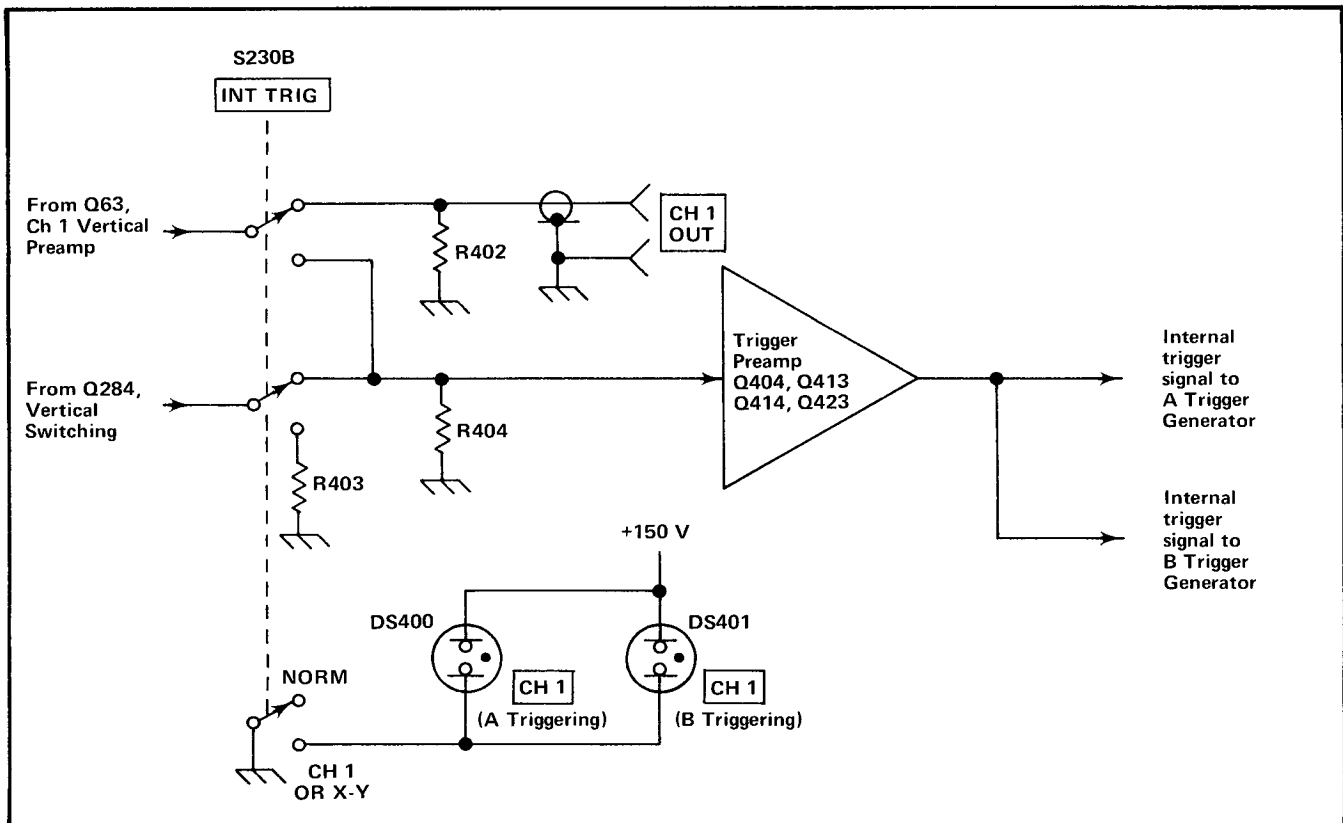 S230B
INT TRIG
From Q63,
Ch 1 Vertical
Preamp
R402
CH 1
OUT
From Q284,
Vertical
Switching
R404
R403
Trigger
Preamp
Q404, Q413
Q414, Q423
Internal
trigger
signal to
A Trigger
Generator
Internal
trigger
signal to
B Trigger
Generator
+150 V
DS400
DS401
NORM
CH 1
(A Triggering)
CH 1
(B Triggering)
CH 1
OR X-Y